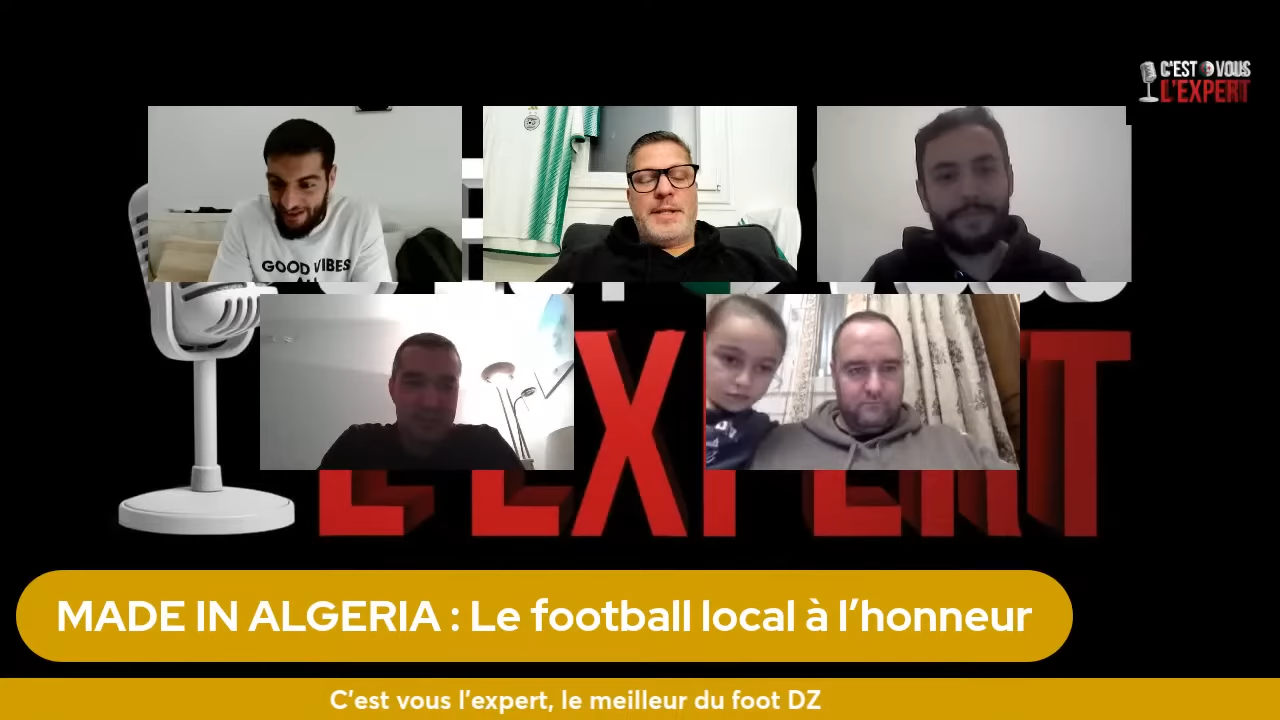 C'EST VOUS
L'EXPERT
GOOD VIBES
L'EXPERT
MADE IN ALGERIA : Le football local à l'honneur
C'est vous l'expert, le meilleur du foot DZ